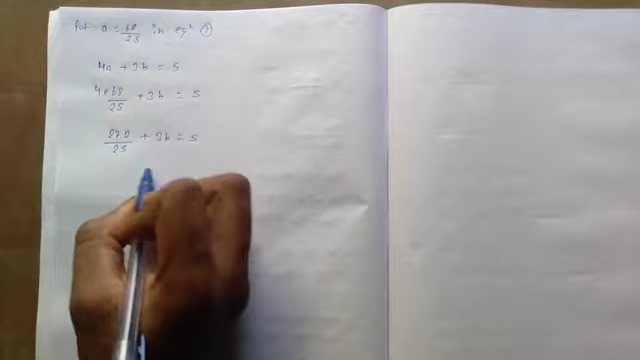 Put a = 68/25 in eqⁿ ①
4a + 3b = 5
4×68/25 + 3b = 5
272/25 + 3b = 5